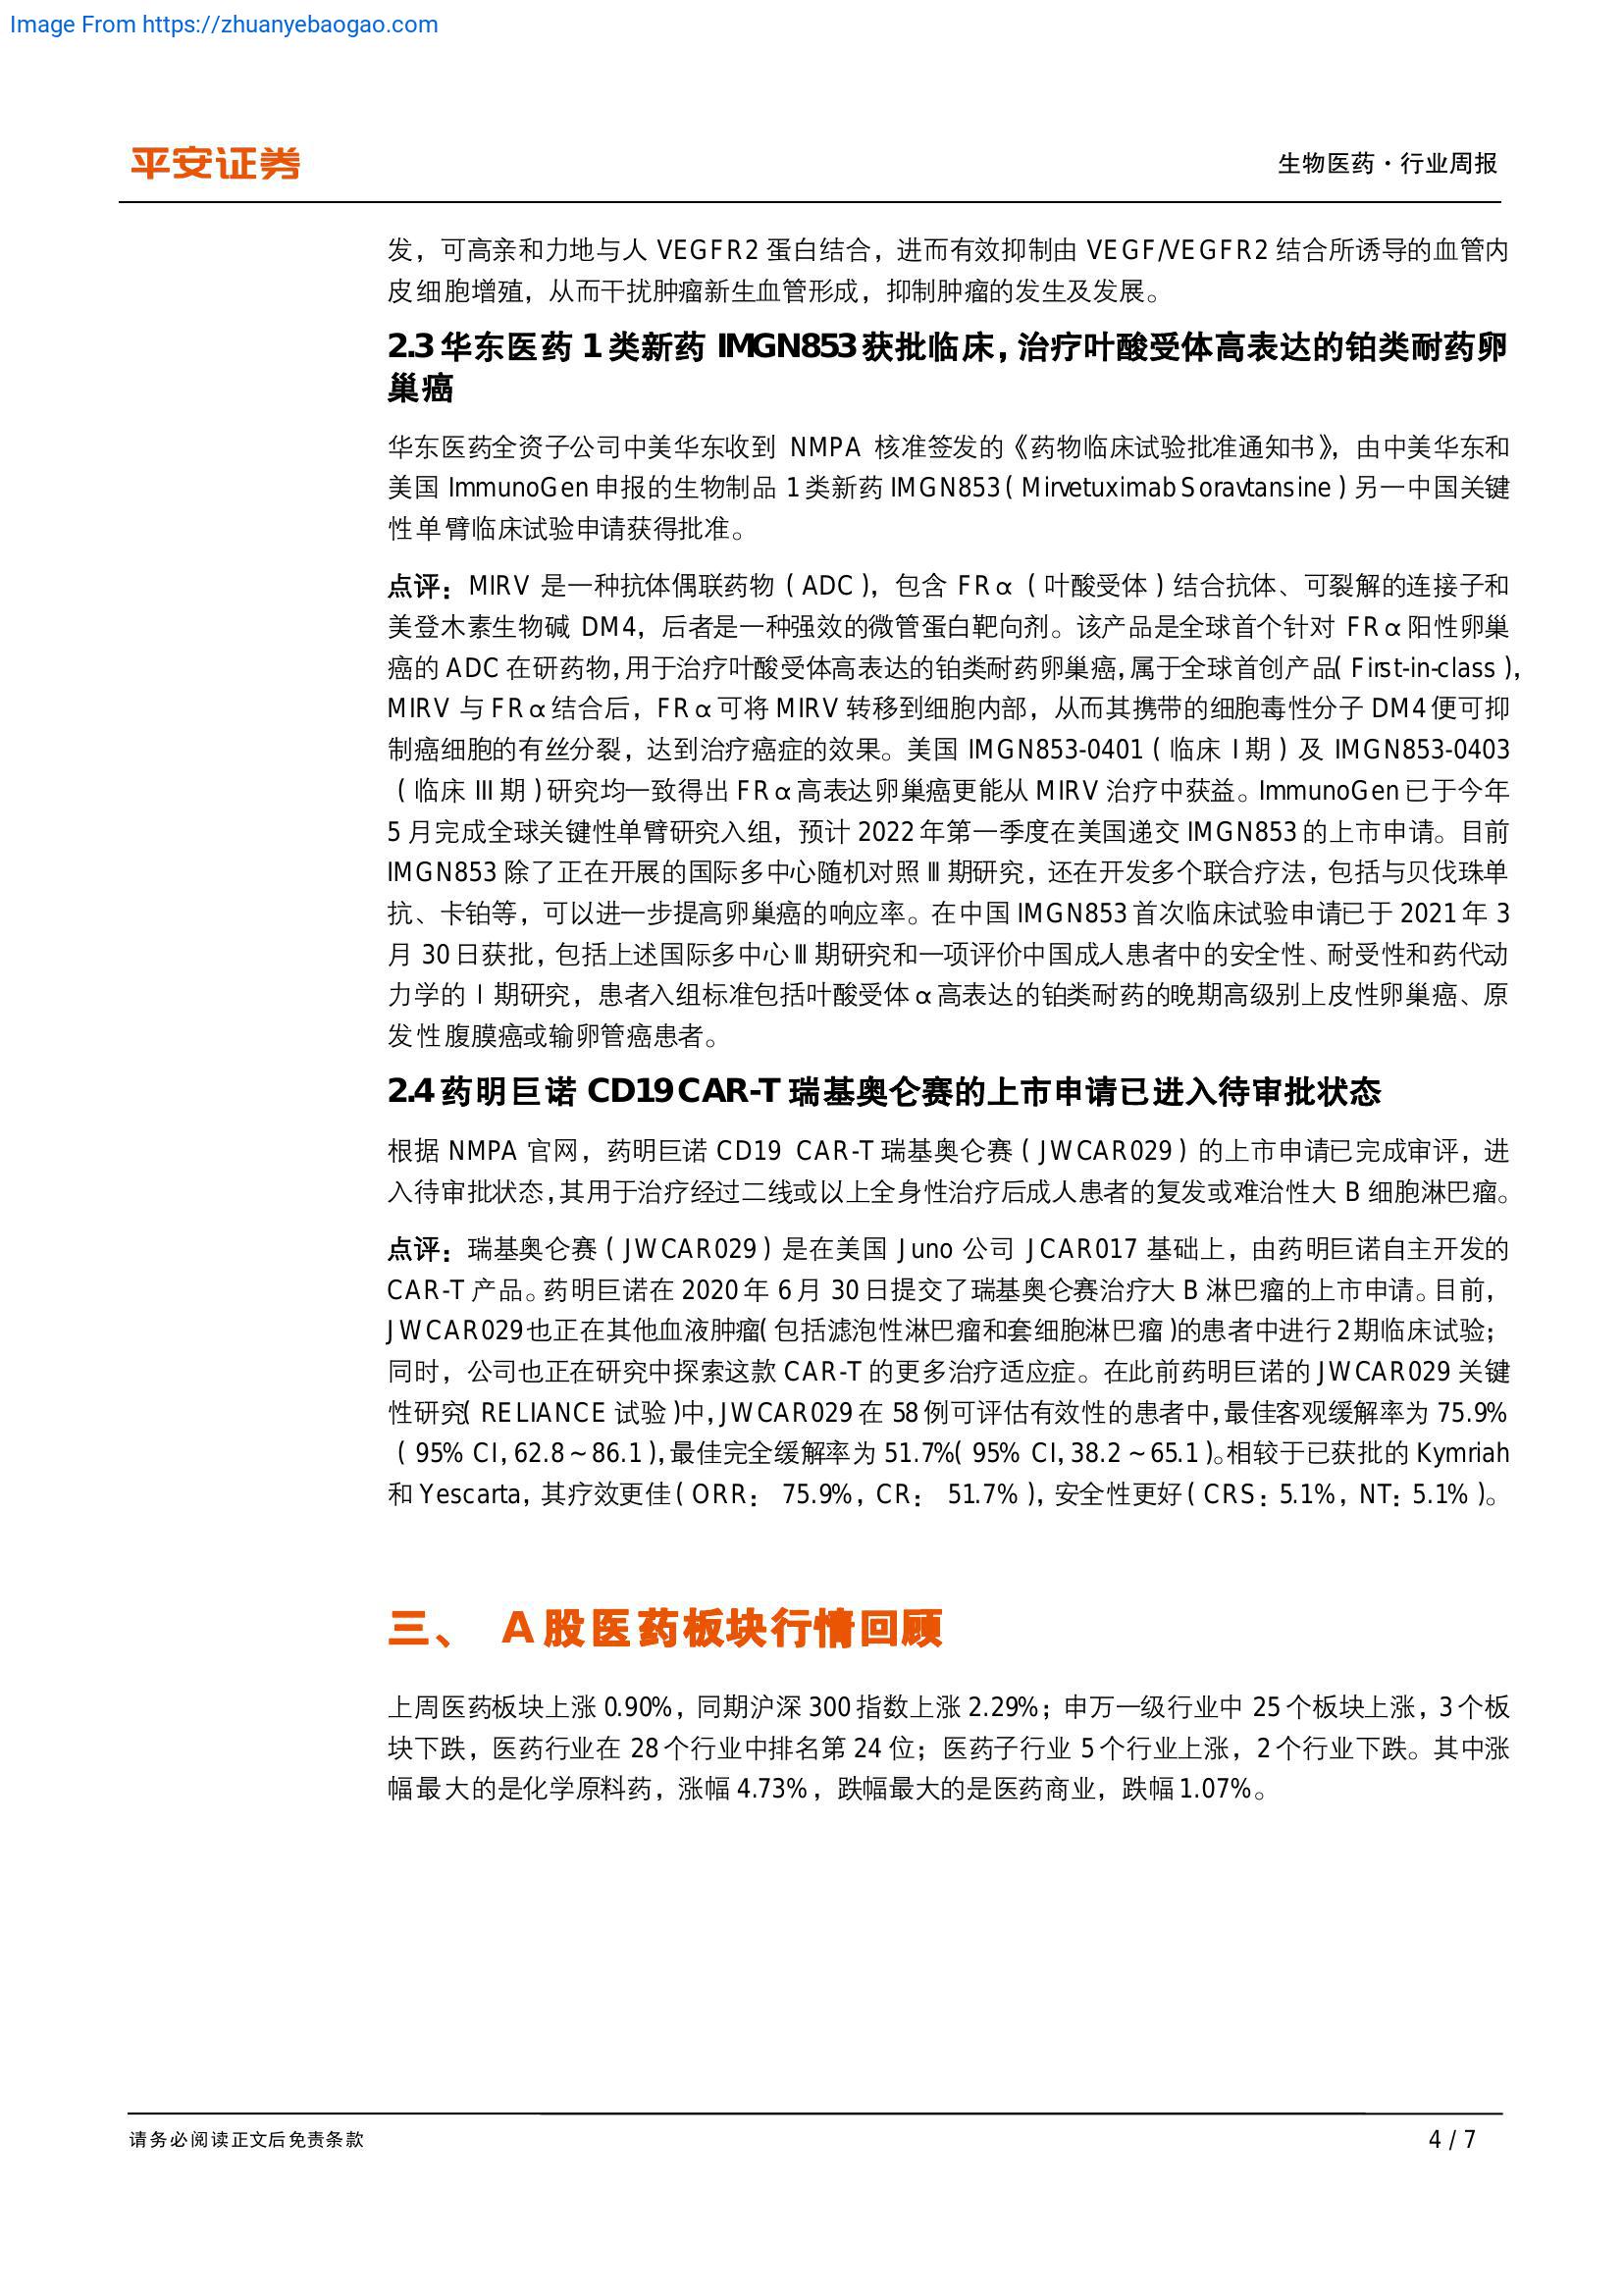 Image From https://zhuanyebaogao.com
平安证券
生物医药·行业周报
发，可高亲和力地与人 VEGFR2 蛋白结合，进而有效抑制由 VEGF/VEGFR2 结合所诱导的血管内
皮细胞增殖，从而干扰肿瘤新生血管形成，抑制肿瘤的发生及发展。
2.3 华东医药 1 类新药 IMGN853 获批临床，治疗叶酸受体高表达的铂类耐药卵
巢癌
华东医药全资子公司中美华东收到 NMPA 核准签发的《药物临床试验批准通知书》，由中美华东和
美国 ImmunoGen 申报的生物制品 1 类新药 IMGN853（Mirvetuximab Soravtansine）另一中国关键
性单臂临床试验申请获得批准。
点评：MIRV 是一种抗体偶联药物（ADC），包含 FRα（叶酸受体）结合抗体、可裂解的连接子和
美登木素生物碱 DM4，后者是一种强效的微管蛋白靶向剂。该产品是全球首个针对 FRα阳性卵巢
癌的 ADC 在研药物，用于治疗叶酸受体高表达的铂类耐药卵巢癌，属于全球首创产品（First-in-class），
MIRV 与 FRα结合后，FRα可将 MIRV 转移到细胞内部，从而其携带的细胞毒性分子 DM4 便可抑
制癌细胞的有丝分裂，达到治疗癌症的效果。美国 IMGN853-0401（临床 I 期）及 IMGN853-0403
（临床 III 期）研究均一致得出 FRα高表达卵巢癌更能从 MIRV 治疗中获益。ImmunoGen 已于今年
5 月完成全球关键性单臂研究入组，预计 2022 年第一季度在美国递交 IMGN853 的上市申请。目前
IMGN853 除了正在开展的国际多中心随机对照Ⅲ期研究，还在开发多个联合疗法，包括与贝伐珠单
抗、卡铂等，可以进一步提高卵巢癌的响应率。在中国 IMGN853 首次临床试验申请已于 2021 年 3
月 30 日获批，包括上述国际多中心Ⅲ期研究和一项评价中国成人患者中的安全性、耐受性和药代动
力学的Ⅰ期研究，患者入组标准包括叶酸受体α高表达的铂类耐药的晚期高级别上皮性卵巢癌、原
发性腹膜癌或输卵管癌患者。
2.4 药明巨诺 CD19 CAR-T 瑞基奥仑赛的上市申请已进入待审批状态
根据 NMPA 官网，药明巨诺 CD19 CAR-T 瑞基奥仑赛（JWCAR029）的上市申请已完成审评，进
入待审批状态，其用于治疗经过二线或以上全身性治疗后成人患者的复发或难治性大 B 细胞淋巴瘤。
点评：瑞基奥仑赛（JWCAR029）是在美国 Juno 公司 JCAR017 基础上，由药明巨诺自主开发的
CAR-T 产品。药明巨诺在 2020 年 6 月 30 日提交了瑞基奥仑赛治疗大 B 淋巴瘤的上市申请。目前，
JWCAR029 也正在其他血液肿瘤（包括滤泡性淋巴瘤和套细胞淋巴瘤）的患者中进行 2 期临床试验；
同时，公司也正在研究中探索这款 CAR-T 的更多治疗适应症。在此前药明巨诺的 JWCAR029 关键
性研究（RELIANCE 试验）中，JWCAR029 在 58 例可评估有效性的患者中，最佳客观缓解率为 75.9%
（95% CI，62.8～86.1），最佳完全缓解率为 51.7%（95% CI，38.2～65.1）。相较于已获批的 Kymriah
和 Yescarta，其疗效更佳（ORR： 75.9%，CR： 51.7%），安全性更好（CRS：5.1%，NT：5.1%）。
三、 A 股医药板块行情回顾
上周医药板块上涨 0.90%，同期沪深 300 指数上涨 2.29%；申万一级行业中 25 个板块上涨，3 个板
块下跌，医药行业在 28 个行业中排名第 24 位；医药子行业 5 个行业上涨，2 个行业下跌。其中涨
幅最大的是化学原料药，涨幅 4.73%，跌幅最大的是医药商业，跌幅 1.07%。
请务必阅读正文后免责条款
4 / 7